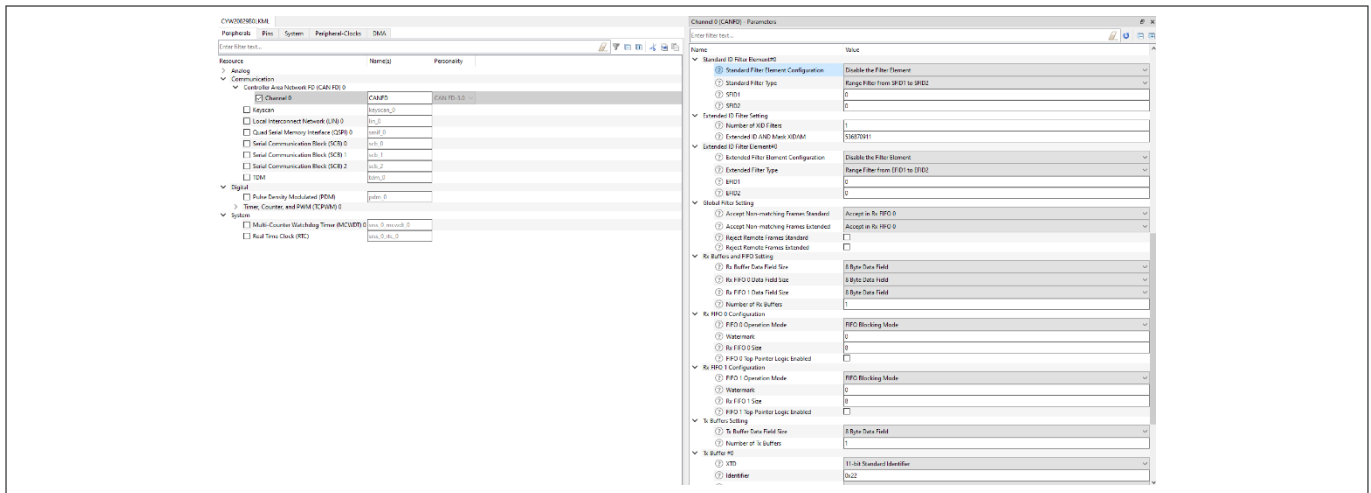 CYW20829B0LKML
Peripherals Pins System Peripheral-Clocks DMA
Enter filter text...
Resource Name(s) Personality
Analog
Communication
Controller Area Network FD (CAN FD) 0
Channel 0 CANFD CAN FD-3.0
Keyscan keyscan_0
Local Interconnect Network (LIN) 0 lin_0
Quad Serial Memory Interface (QSPI) 0 smif_0
Serial Communication Block (SCB) 0 scb_0
Serial Communication Block (SCB) 1 scb_1
Serial Communication Block (SCB) 2 scb_2
TDM tdm_0
Digital
Pulse Density Modulated (PDM) pdm_0
Timer, Counter, and PWM (TCPWM) 0
System
Multi-Counter Watchdog Timer (MCWDT) 0 srss_0_mcwdt_0
Real Time Clock (RTC) srss_0_rtc_0
Channel 0 (CANFD) - Parameters
Enter filter text...
Name Value
Standard ID Filter Element#0
Standard Filter Element Configuration Disable the Filter Element
Standard Filter Type Range Filter from SFID1 to SFID2
SFID1 0
SFID2 0
Extended ID Filter Setting
Number of XID Filters 1
Extended ID AND Mask XIDAM 536870911
Extended ID Filter Element#0
Extended Filter Element Configuration Disable the Filter Element
Extended Filter Type Range Filter from EFID1 to EFID2
EFID1 0
EFID2 0
Global Filter Setting
Accept Non-matching Frames Standard Accept in Rx FIFO 0
Accept Non-matching Frames Extended Accept in Rx FIFO 0
Reject Remote Frames Standard
Reject Remote Frames Extended
Rx Buffers and FIFO Setting
Rx Buffer Data Field Size 8 Byte Data Field
Rx FIFO 0 Data Field Size 8 Byte Data Field
Rx FIFO 1 Data Field Size 8 Byte Data Field
Number of Rx Buffers 1
Rx FIFO 0 Configuration
FIFO 0 Operation Mode FIFO Blocking Mode
Watermark 0
Rx FIFO 0 Size 8
FIFO 0 Top Pointer Logic Enabled
Rx FIFO 1 Configuration
FIFO 1 Operation Mode FIFO Blocking Mode
Watermark 0
Rx FIFO 1 Size 8
FIFO 1 Top Pointer Logic Enabled
Tx Buffers Setting
Tx Buffer Data Field Size 8 Byte Data Field
Number of Tx Buffers 1
Tx Buffer #0
XTD 11-bit Standard Identifier
Identifier 0x22